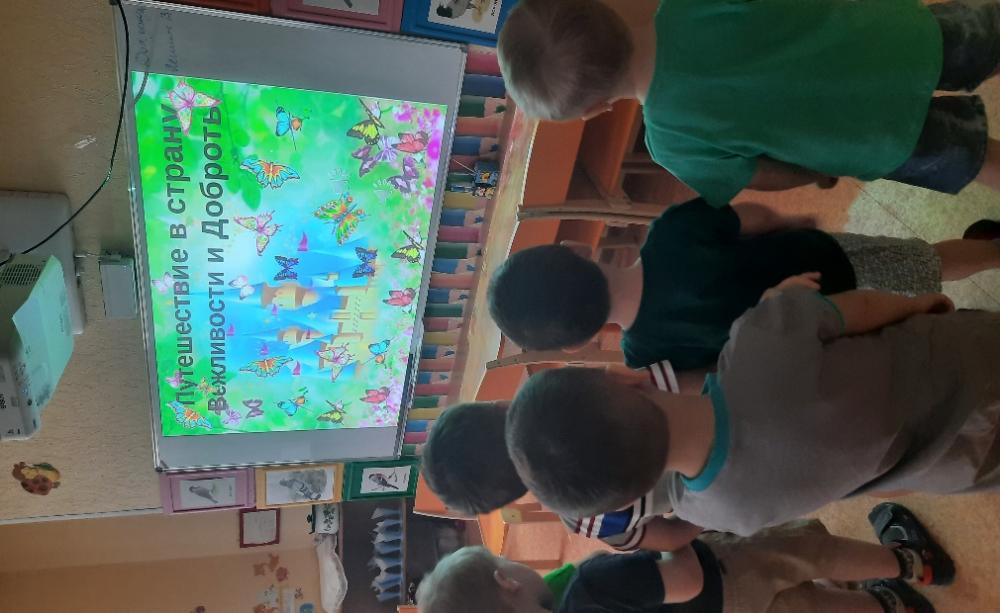 Путешествие в страну
Вежливости и Доброты